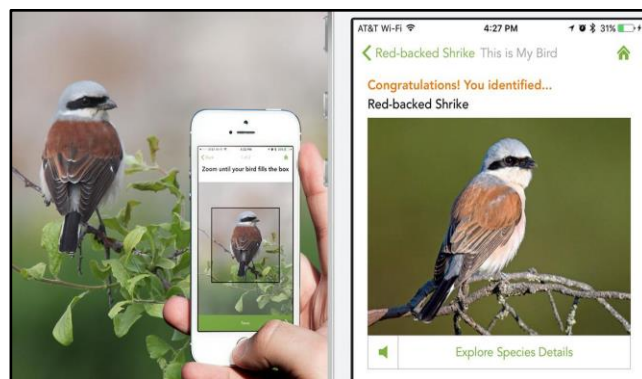 Zoom until your bird fills the box
AT&T Wi-Fi 4:27 PM 31%
Red-backed Shrike This is My Bird
Congratulations! You identified...
Red-backed Shrike
Explore Species Details